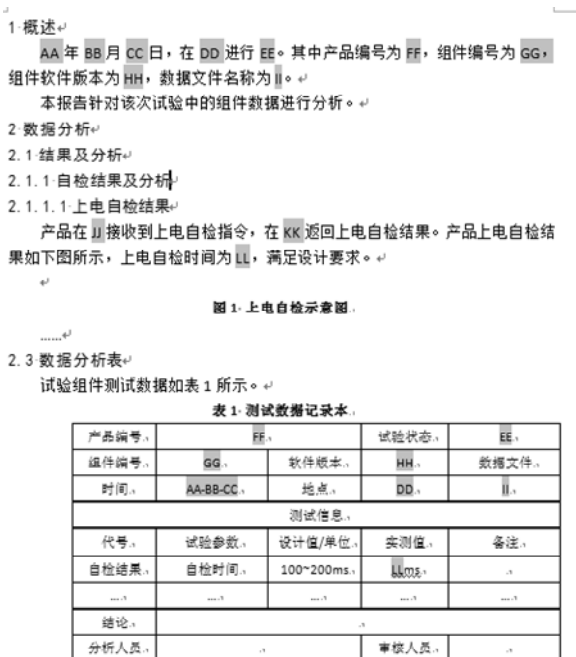 1 概述
AA 年 BB 月 CC 日，在 DD 进行 EE。其中产品编号为 FF，组件编号为 GG，
组件软件版本为 HH，数据文件名称为 II。
本报告针对该次试验中的组件数据进行分析。
2 数据分析
2.1 结果及分析
2.1.1 自检结果及分析
2.1.1.1 上电自检结果
产品在 JJ 接收到上电自检指令，在 KK 返回上电自检结果。产品上电自检结
果如下图所示，上电自检时间为 LL，满足设计要求。
图 1 上电自检示意图
……
2.3 数据分析表
试验组件测试数据如表 1 所示。
表 1 测试数据记录本
产品编号 FF 试验状态 EE
组件编号 GG 软件版本 HH 数据文件
时间 AA-BB-CC 地点 DD II
测试信息
代号 试验参数 设计值/单位 实测值 备注
自检结果 自检时间 100~200ms LLms
…… …… …… …… ……
结论
分析人员 审核人员